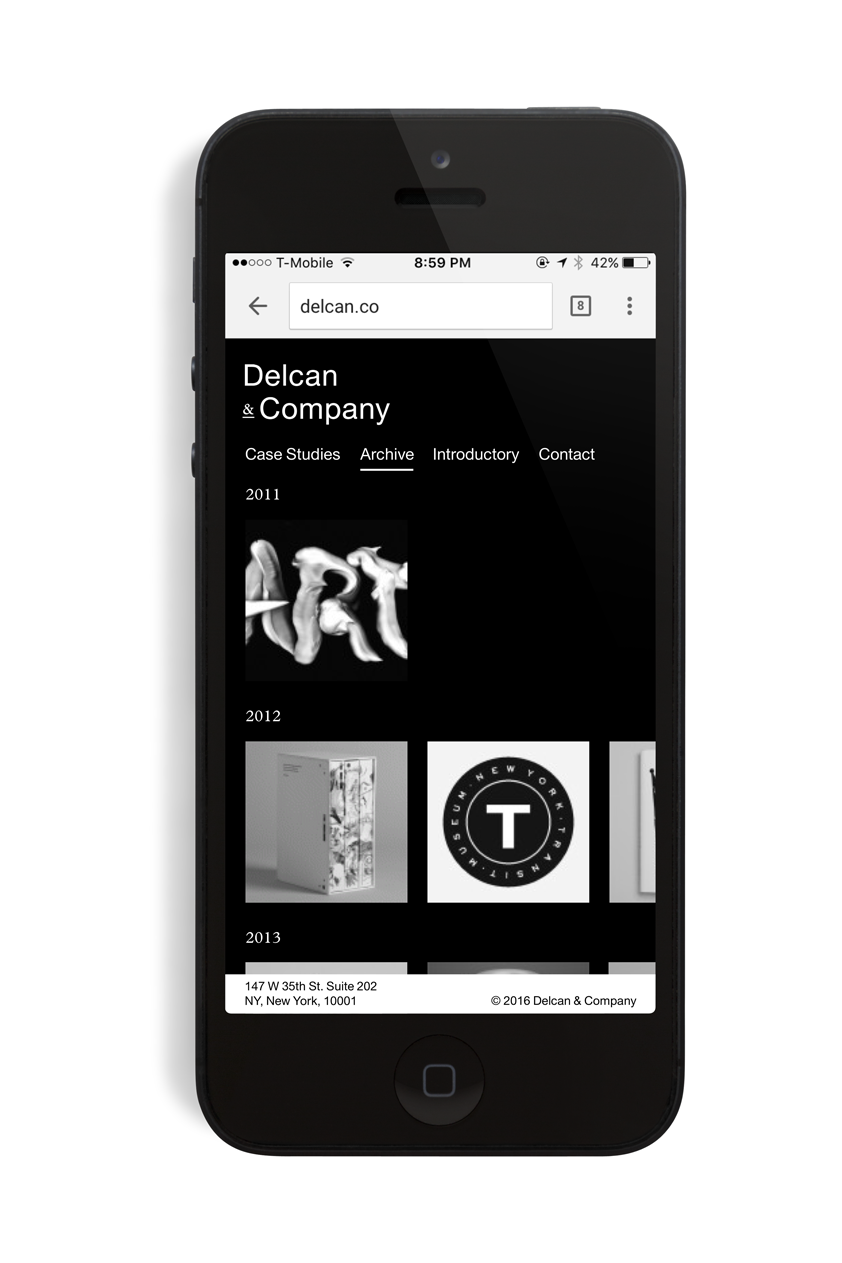 T-Mobile 8:59 PM 42%
delcan.co 8
Delcan
& Company
Case Studies Archive Introductory Contact
2011
ART
2012
MUSEUM · NEW YORK · TRANSIT ·
T
2013
147 W 35th St. Suite 202
NY, New York, 10001 © 2016 Delcan & Company